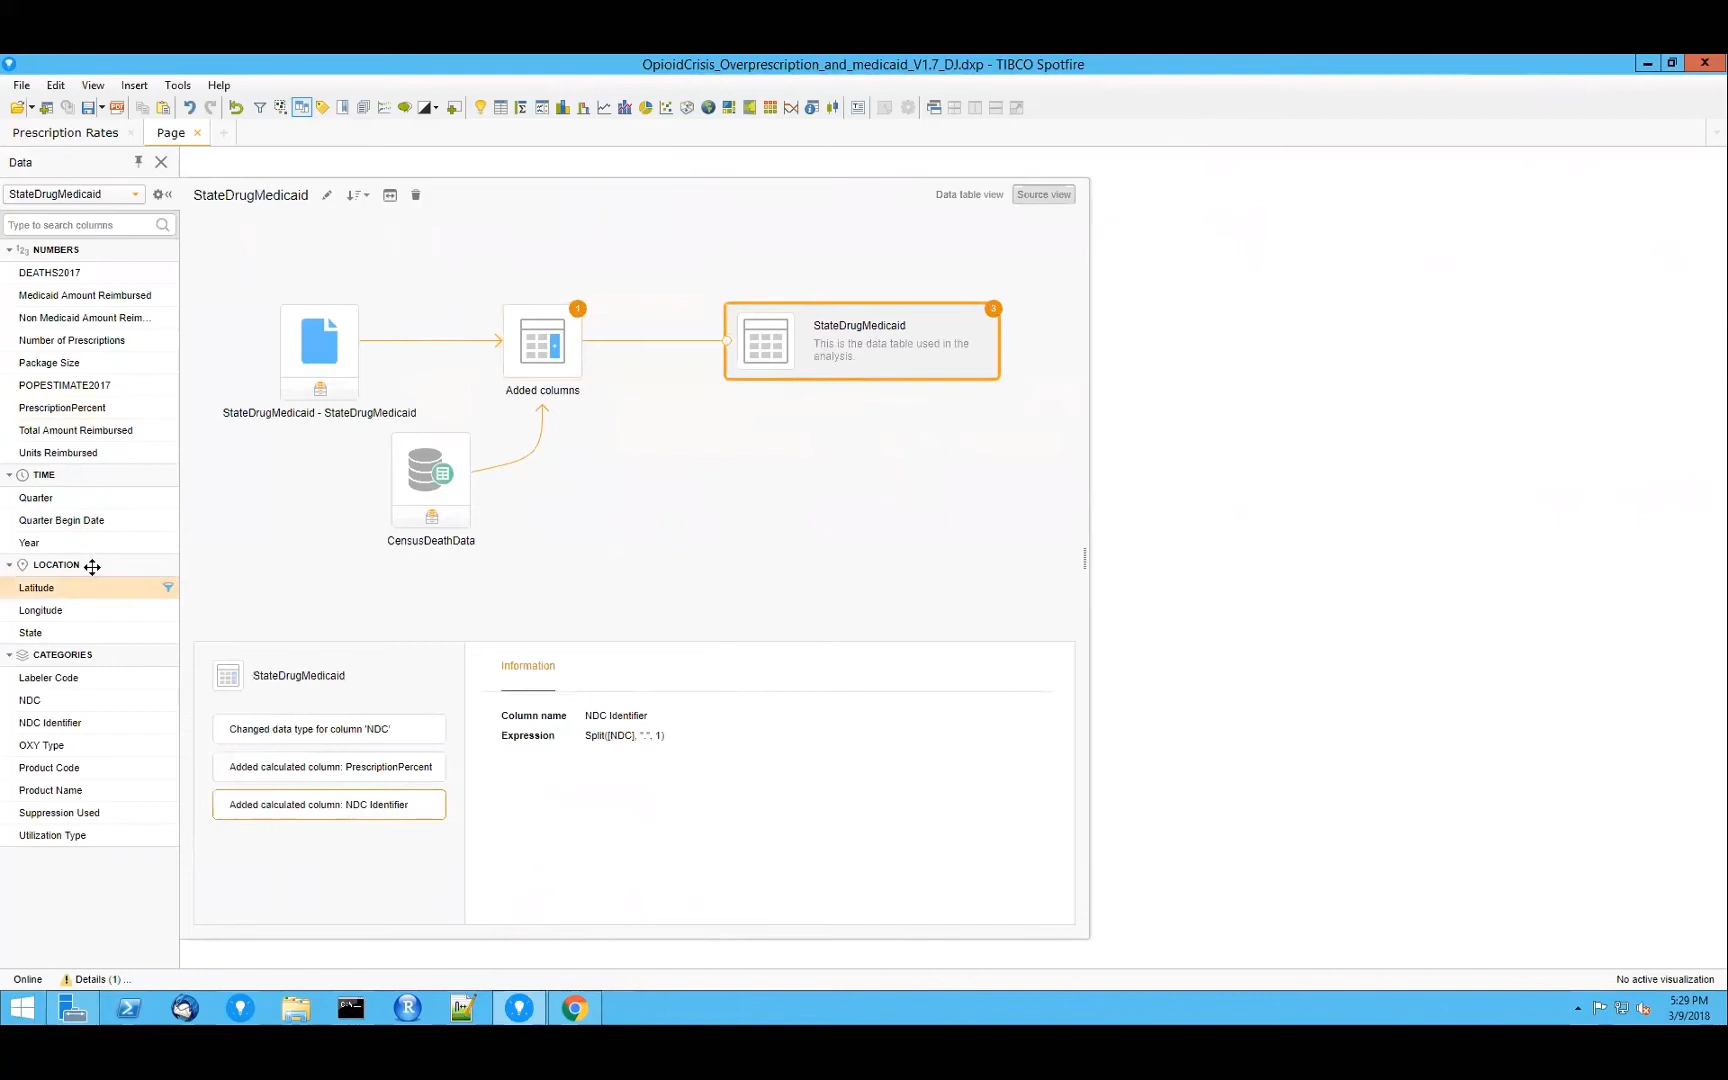 OpioidCrisis_Overprescription_and_medicaid_V1.7_DJ.dxp - TIBCO Spotfire
File Edit View Insert Tools Help
Prescription Rates Page
Data
StateDrugMedicaid
Type to search columns
NUMBERS
DEATHS2017
Medicaid Amount Reimbursed
Non Medicaid Amount Reim...
Number of Prescriptions
Package Size
POPESTIMATE2017
PrescriptionPercent
Total Amount Reimbursed
Units Reimbursed
TIME
Quarter
Quarter Begin Date
Year
LOCATION
Latitude
Longitude
State
CATEGORIES
Labeler Code
NDC
NDC Identifier
OXY Type
Product Code
Product Name
Suppression Used
Utilization Type
StateDrugMedicaid
Data table view Source view
1
3
StateDrugMedicaid
This is the data table used in the
analysis.
Added columns
StateDrugMedicaid - StateDrugMedicaid
CensusDeathData
StateDrugMedicaid
Changed data type for column 'NDC'
Added calculated column: PrescriptionPercent
Added calculated column: NDC Identifier
Information
Column name NDC Identifier
Expression Split([NDC], ".", 1)
Online Details (1) ...
No active visualization
5:29 PM
3/9/2018